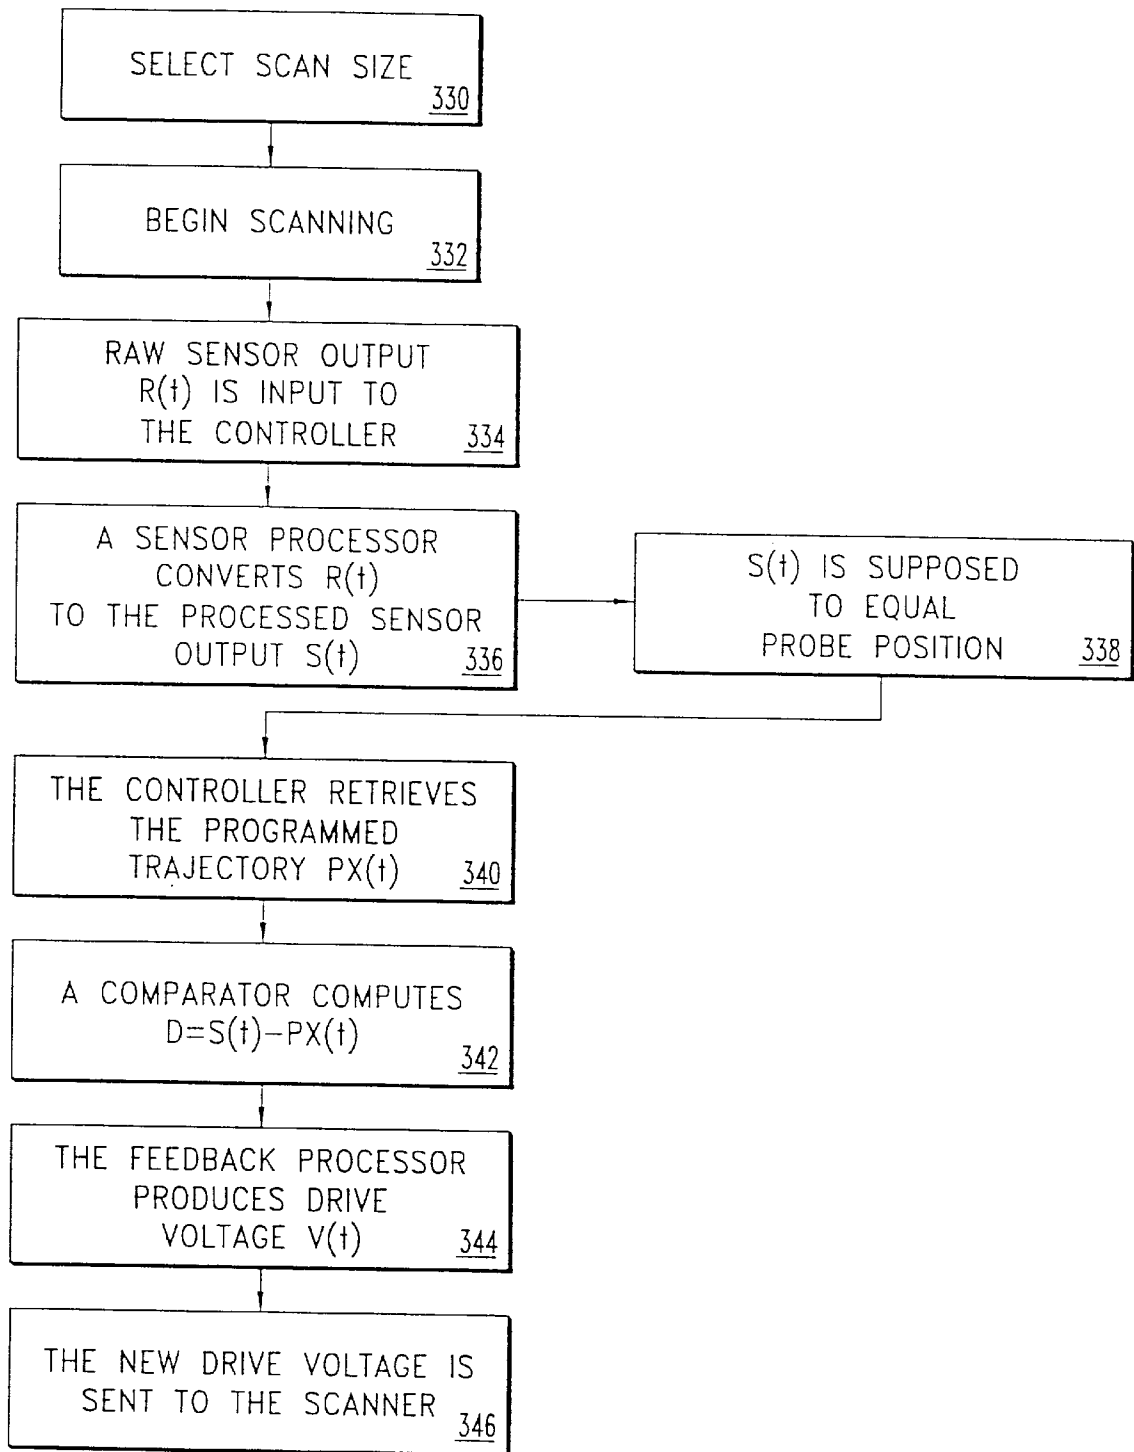 SELECT SCAN SIZE
330
BEGIN SCANNING
332
RAW SENSOR OUTPUT
R(t) IS INPUT TO
THE CONTROLLER
334
A SENSOR PROCESSOR
CONVERTS R(t)
TO THE PROCESSED SENSOR
OUTPUT S(t)
336
S(t) IS SUPPOSED
TO EQUAL
PROBE POSITION
338
THE CONTROLLER RETRIEVES
THE PROGRAMMED
TRAJECTORY PX(t)
340
A COMPARATOR COMPUTES
D=S(t)-PX(t)
342
THE FEEDBACK PROCESSOR
PRODUCES DRIVE
VOLTAGE V(t)
344
THE NEW DRIVE VOLTAGE IS
SENT TO THE SCANNER
346